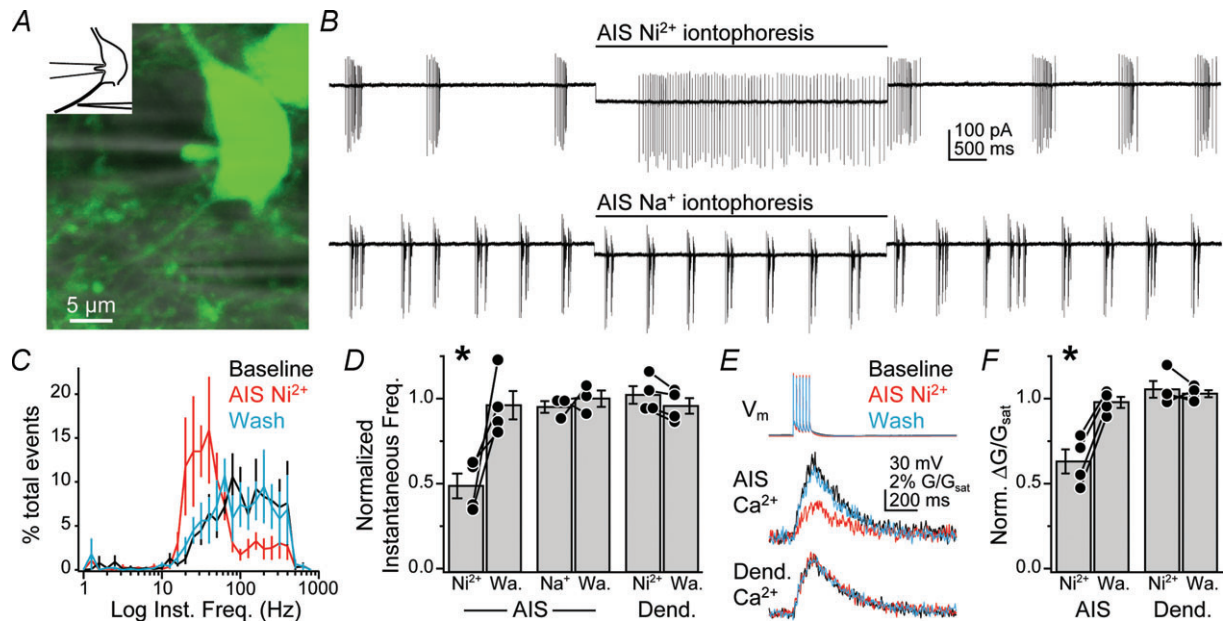 A
5 μm
B
AIS Ni²⁺ iontophoresis
100 pA
500 ms
AIS Na⁺ iontophoresis
C
Baseline
AIS Ni²⁺
Wash
% total events
20
15
10
5
0
1
10
100
1000
Log Inst. Freq. (Hz)
D
*
Normalized
Instantaneous Freq.
1.0
0.5
0.0
Ni²⁺ Wa. Na⁺ Wa. Ni²⁺ Wa.
AIS Dend.
E
Baseline
AIS Ni²⁺
Wash
Vₘ
AIS
Ca²⁺
30 mV
2% G/Gsat
200 ms
Dend.
Ca²⁺
F
*
Norm. ΔG/Gsat
1.0
0.5
0.0
Ni²⁺ Wa. Ni²⁺ Wa.
AIS Dend.